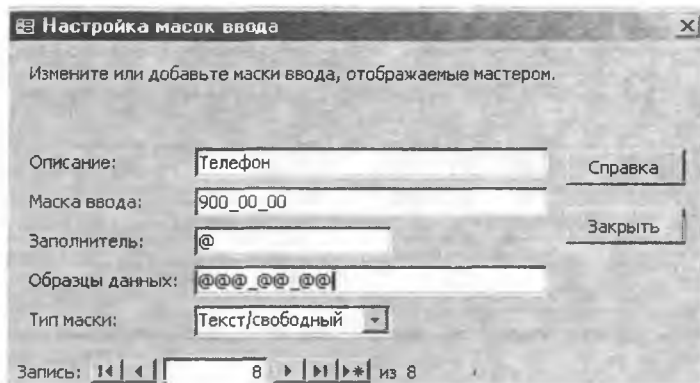 Настройка масок ввода
Измените или добавьте маски ввода, отображаемые мастером.
Описание: Телефон Справка
Маска ввода: 900_00_00
Заполнитель: @ Закрыть
Образцы данных: @@@_@@_@@
Тип маски: Текст/свободный
Запись: 8 из 8